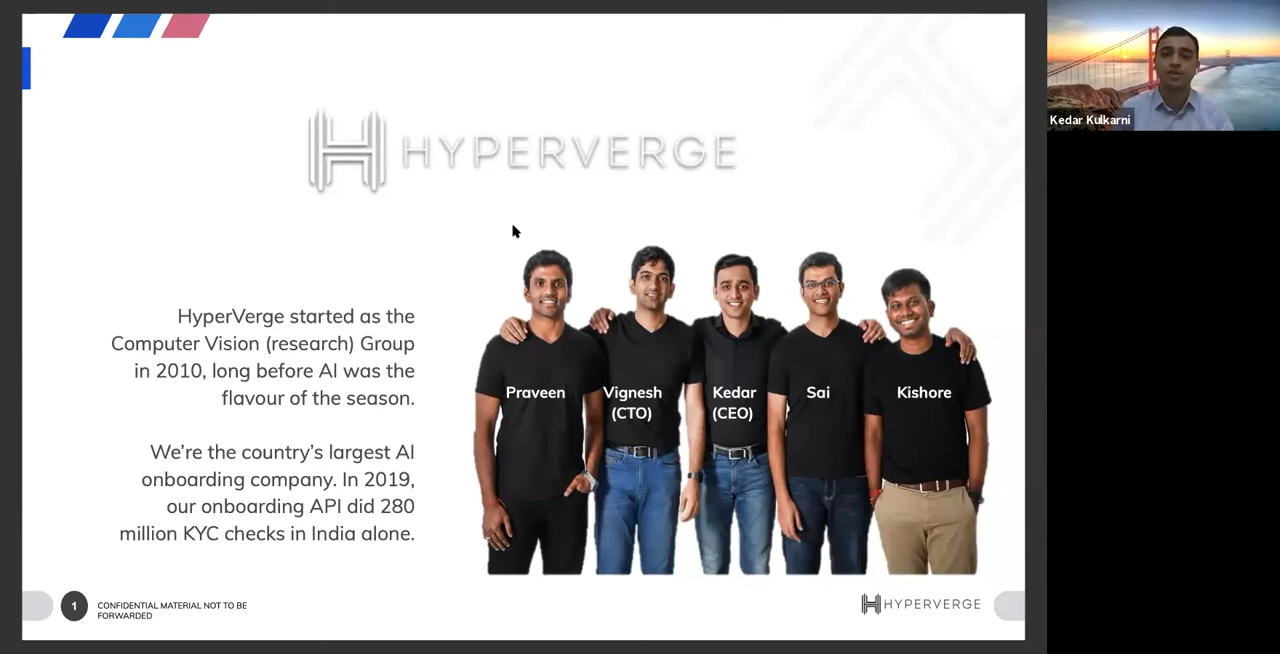 HYPERVERGE
Kedar Kulkarni
HyperVerge started as the
Computer Vision (research) Group
in 2010, long before AI was the
flavour of the season.
We’re the country’s largest AI
onboarding company. In 2019,
our onboarding API did 280
million KYC checks in India alone.
Praveen
Vignesh
(CTO)
Kedar
(CEO)
Sai
Kishore
1
CONFIDENTIAL MATERIAL NOT TO BE
FORWARDED
HYPERVERGE